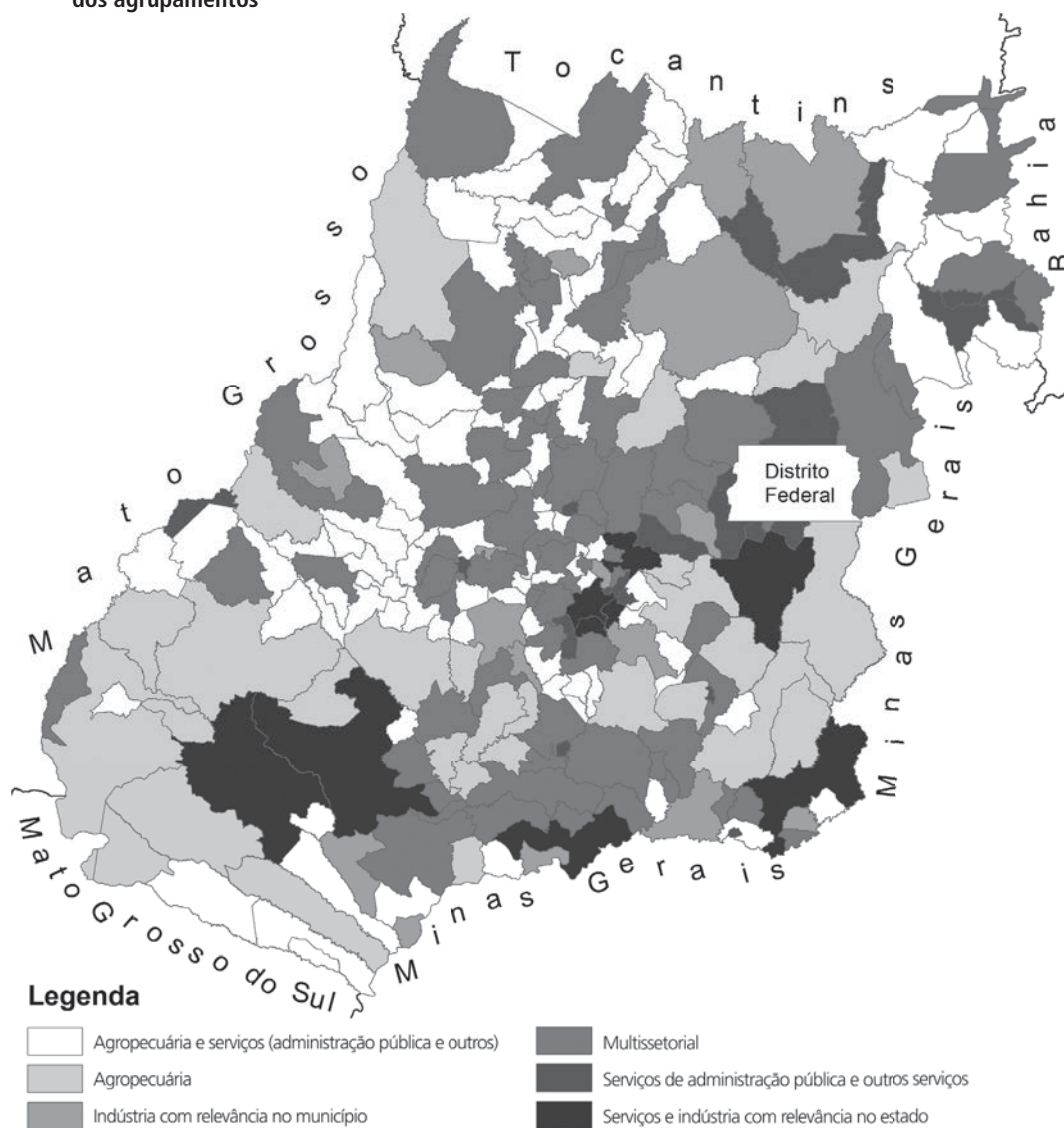 dos agrupamentos
Tocantins
Bahia
Mato Grosso
Distrito
Federal
Minas Gerais
Mato Grosso do Sul
Minas Gerais
Legenda
Agropecuária e serviços (administração pública e outros)
Agropecuária
Indústria com relevância no município
Multissetorial
Serviços de administração pública e outros serviços
Serviços e indústria com relevância no estado